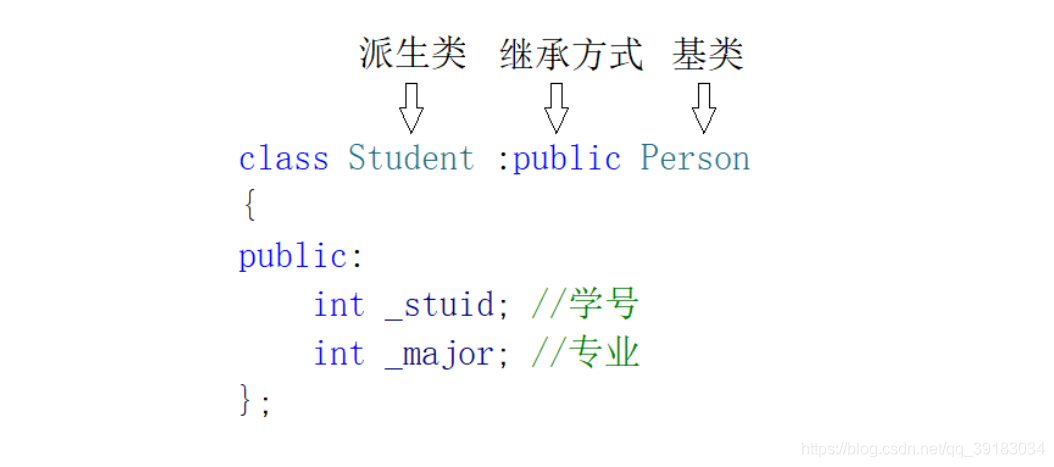 派生类 继承方式 基类
class Student :public Person
{
public:
    int _stuid; //学号
    int _major; //专业
};
https://blog.csdn.net/qq_39183034